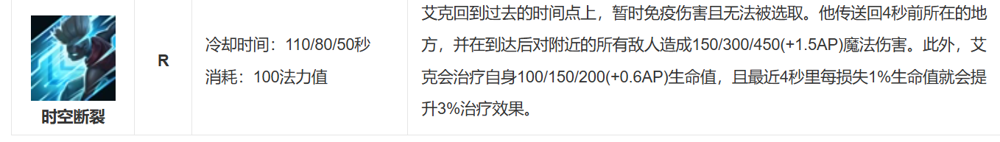 时空断裂
R
冷却时间：110/80/50秒
消耗：100法力值
艾克回到过去的时间点上，暂时免疫伤害且无法被选取。他传送回4秒前所在的地
方，并在到达后对附近的所有敌人造成150/300/450(+1.5AP)魔法伤害。此外，艾
克会治疗自身100/150/200(+0.6AP)生命值，且最近4秒里每损失1%生命值就会提
升3%治疗效果。